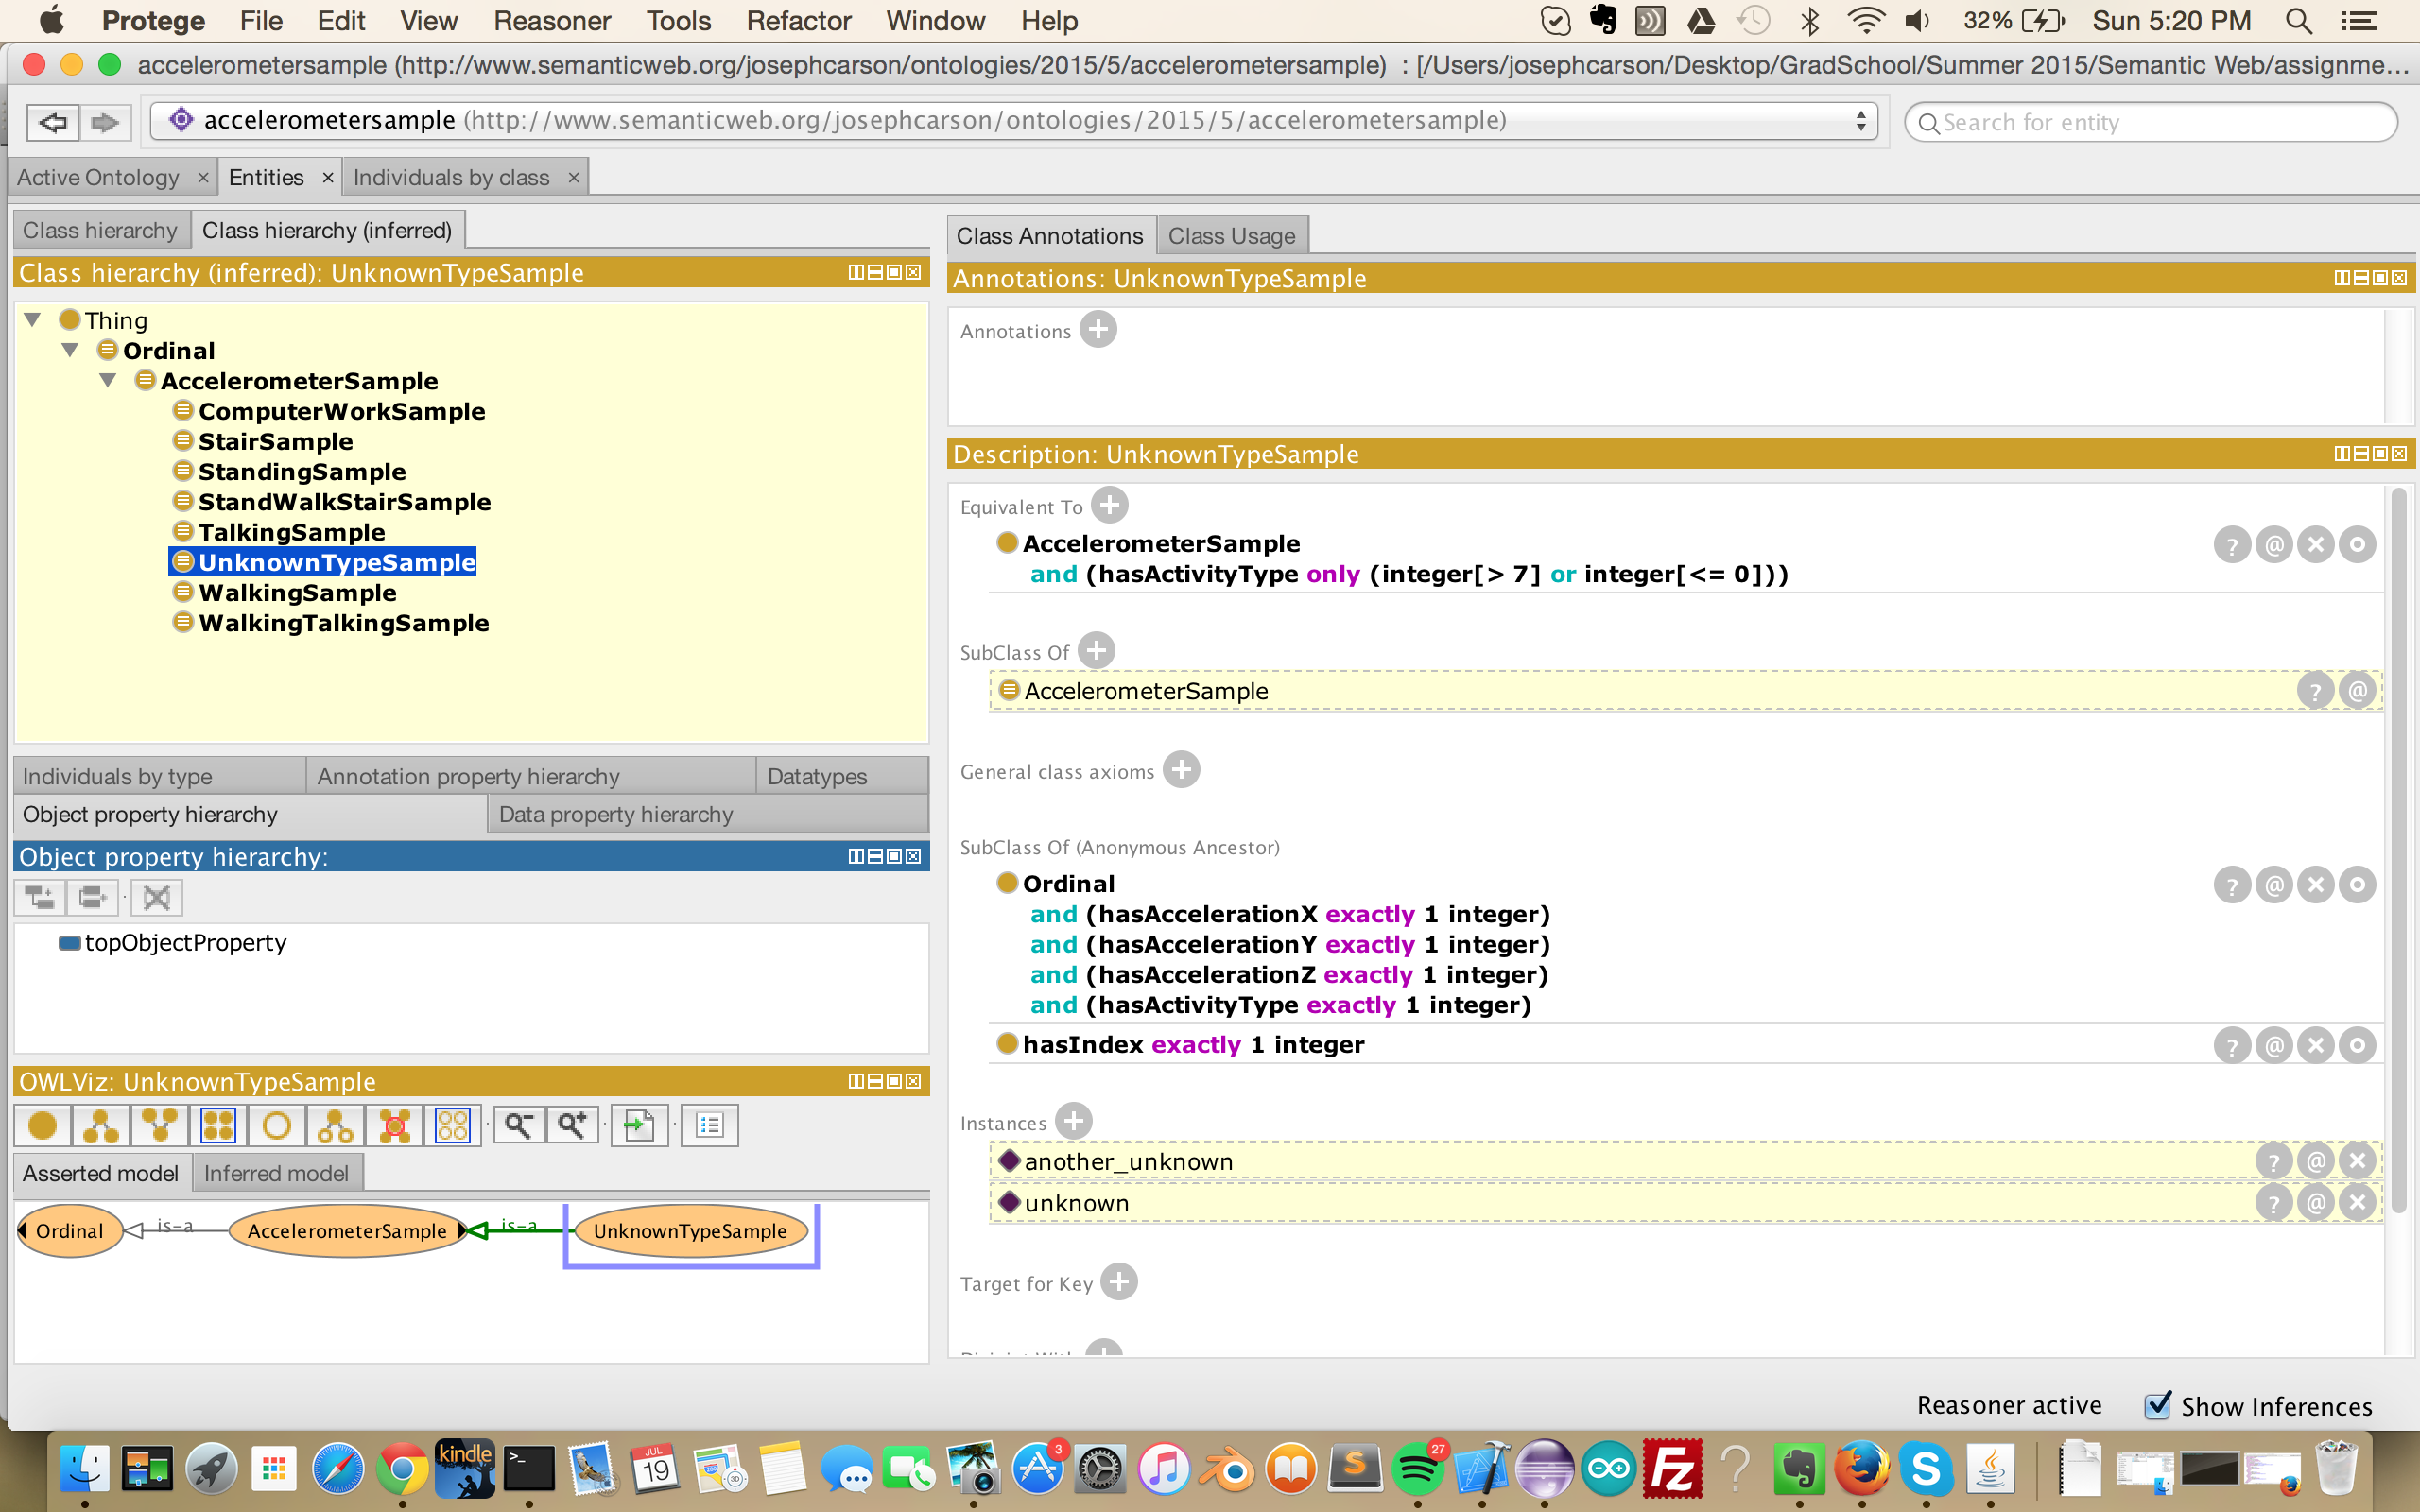 Protege File Edit View Reasoner Tools Refactor Window Help 32% Sun 5:20 PM
accelerometersample (http://www.semanticweb.org/josephcarson/ontologies/2015/5/accelerometersample) : [/Users/josephcarson/Desktop/GradSchool/Summer 2015/Semantic Web/assignme...
accelerometersample (http://www.semanticweb.org/josephcarson/ontologies/2015/5/accelerometersample)
Search for entity
Active Ontology × Entities × Individuals by class ×
Class hierarchy Class hierarchy (inferred)
Class hierarchy (inferred): UnknownTypeSample
Thing
Ordinal
AccelerometerSample
ComputerWorkSample
StairSample
StandingSample
StandWalkStairSample
TalkingSample
UnknownTypeSample
WalkingSample
WalkingTalkingSample
Individuals by type Annotation property hierarchy Datatypes
Object property hierarchy Data property hierarchy
Object property hierarchy:
topObjectProperty
OWLViz: UnknownTypeSample
Asserted model Inferred model
Ordinal is-a AccelerometerSample is-a UnknownTypeSample
Class Annotations Class Usage
Annotations: UnknownTypeSample
Annotations
Description: UnknownTypeSample
Equivalent To
AccelerometerSample
and (hasActivityType only (integer[> 7] or integer[<= 0]))
SubClass Of
AccelerometerSample
General class axioms
SubClass Of (Anonymous Ancestor)
Ordinal
and (hasAccelerationX exactly 1 integer)
and (hasAccelerationY exactly 1 integer)
and (hasAccelerationZ exactly 1 integer)
and (hasActivityType exactly 1 integer)
hasIndex exactly 1 integer
Instances
another_unknown
unknown
Target for Key
Reasoner active Show Inferences
kindle
JUL
19
3D
3
S
27
Fz
?
S